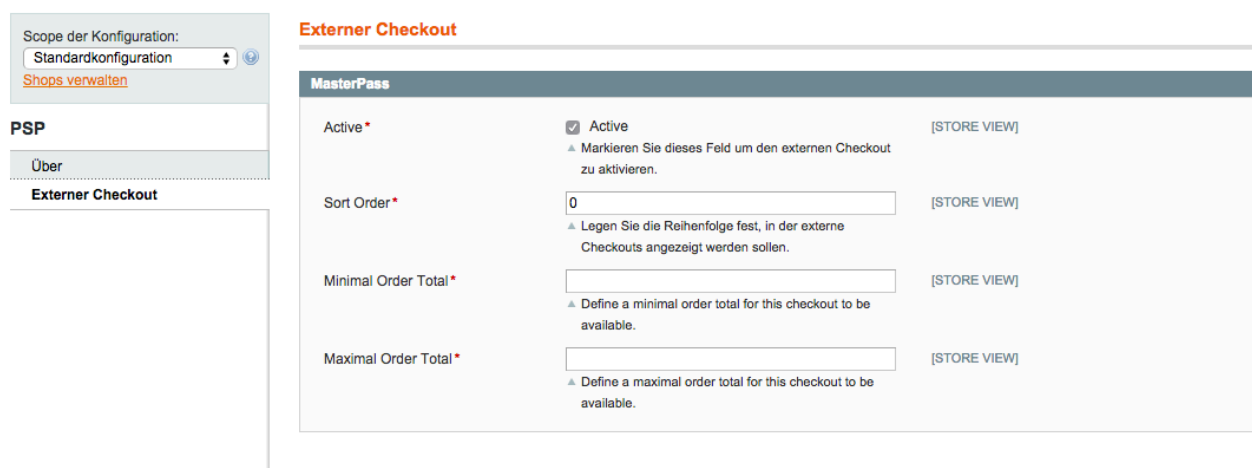 Scope der Konfiguration:
Standardkonfiguration
Shops verwalten
PSP
Über
Externer Checkout
Externer Checkout
MasterPass
Active * Active [STORE VIEW]
Markieren Sie dieses Feld um den externen Checkout
zu aktivieren.
Sort Order * 0 [STORE VIEW]
Legen Sie die Reihenfolge fest, in der externe
Checkouts angezeigt werden sollen.
Minimal Order Total * [STORE VIEW]
Define a minimal order total for this checkout to be
available.
Maximal Order Total * [STORE VIEW]
Define a maximal order total for this checkout to be
available.